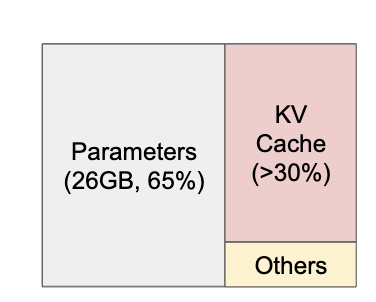 Parameters
(26GB, 65%)
KV
Cache
(>30%)
Others